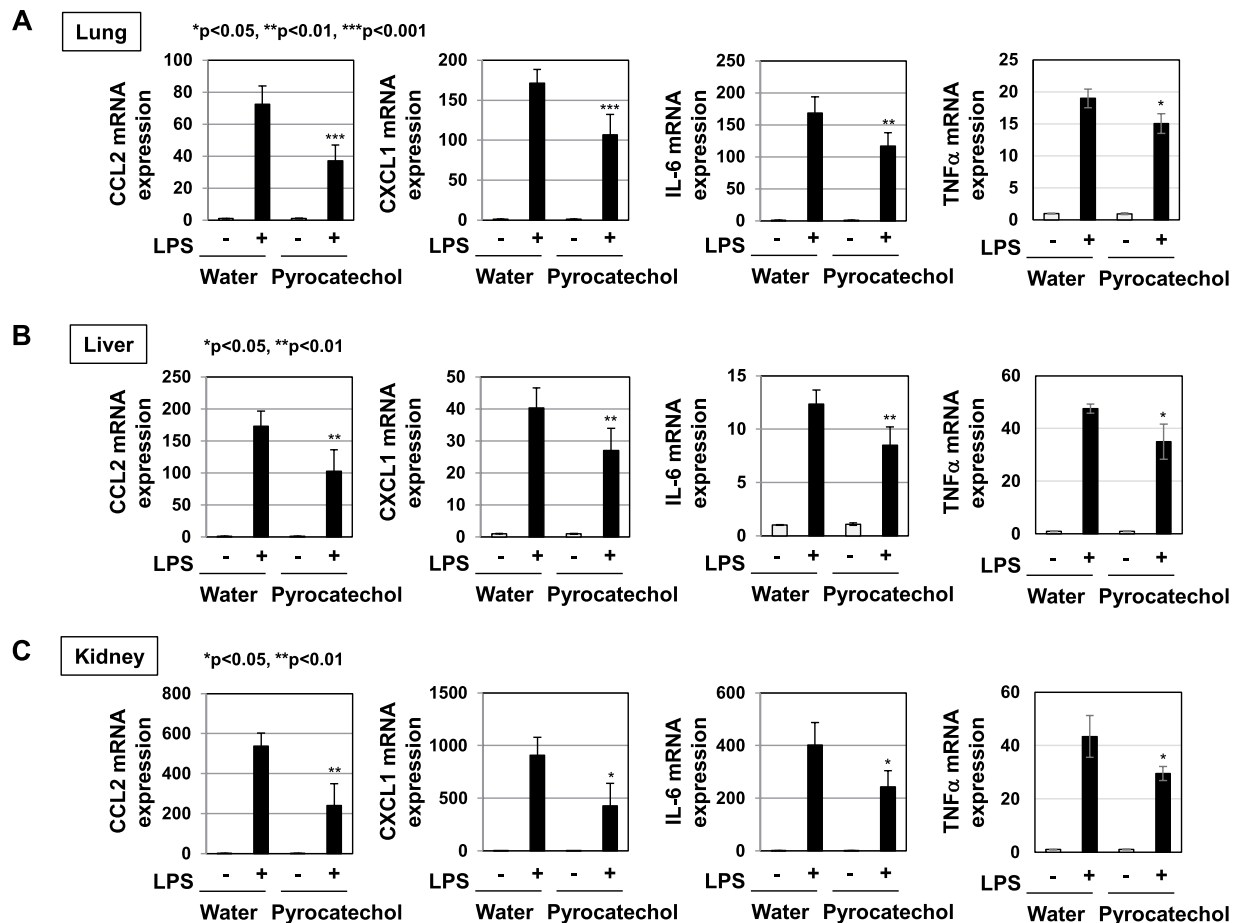 A
Lung
*p<0.05, **p<0.01, ***p<0.001
CCL2 mRNA
expression
100
80
60
40
20
0
***
CXCL1 mRNA
expression
200
150
100
50
0
***
IL-6 mRNA
expression
250
200
150
100
50
0
**
TNFα mRNA
expression
25
20
15
10
5
0
*
LPS - + - +
Water Pyrocatechol
LPS - + - +
Water Pyrocatechol
LPS - + - +
Water Pyrocatechol
LPS - + - +
Water Pyrocatechol
B
Liver
*p<0.05, **p<0.01
CCL2 mRNA
expression
250
200
150
100
50
0
**
CXCL1 mRNA
expression
50
40
30
20
10
0
**
IL-6 mRNA
expression
15
10
5
0
**
TNFα mRNA
expression
60
40
20
0
*
LPS - + - +
Water Pyrocatechol
LPS - + - +
Water Pyrocatechol
LPS - + - +
Water Pyrocatechol
LPS - + - +
Water Pyrocatechol
C
Kidney
*p<0.05, **p<0.01
CCL2 mRNA
expression
800
600
400
200
0
**
CXCL1 mRNA
expression
1500
1000
500
0
*
IL-6 mRNA
expression
600
400
200
0
*
TNFα mRNA
expression
60
40
20
0
*
LPS - + - +
Water Pyrocatechol
LPS - + - +
Water Pyrocatechol
LPS - + - +
Water Pyrocatechol
LPS - + - +
Water Pyrocatechol